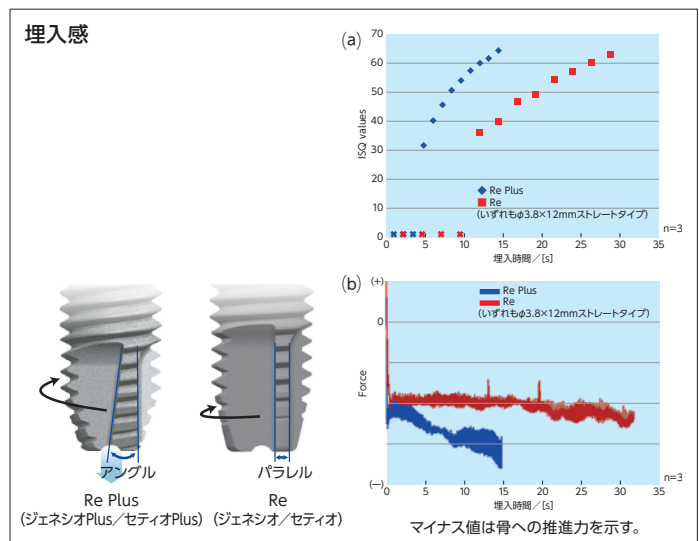 埋入感
(a)
70
60
50
40
30
20
10
0
ISQ values
Re Plus
Re
(いずれもφ3.8×12mmストレートタイプ)
0 5 10 15 20 25 30 35
埋入時間/[s]
n=3
(b)
(+)
0
(—)
Force
Re Plus
Re
(いずれもφ3.8×12mmストレートタイプ)
0 5 10 15 20 25 30 35
埋入時間/[s]
n=3
マイナス値は骨への推進力を示す。
アングル
Re Plus
(ジェネシオPlus/セティオPlus)
パラレル
Re
(ジェネシオ/セティオ)